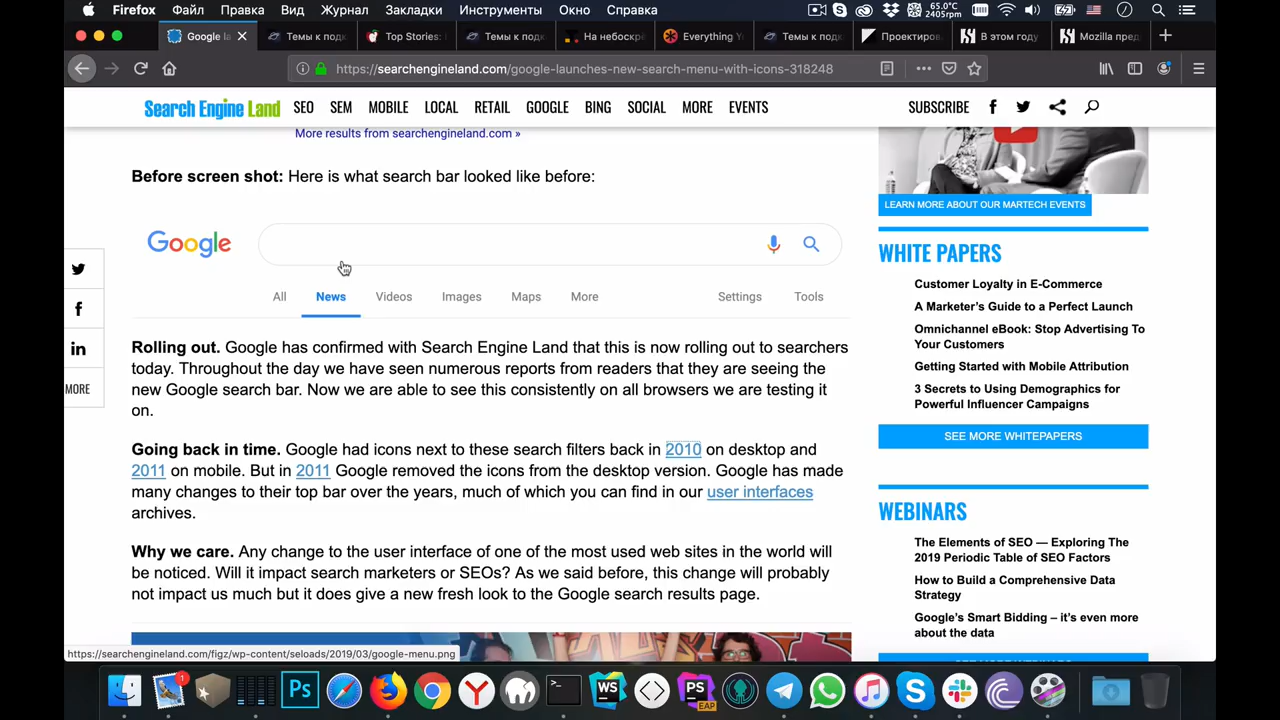 Firefox Файл Правка Вид Журнал Закладки Инструменты Окно Справка
65.0°C
2405rpm
Google la
Темы к под
Top Stories:
Темы к под
На небоскр
Everything Y
Темы к под
Проектиров
В этом году
Mozilla пред
https://searchengineland.com/google-launches-new-search-menu-with-icons-318248
Search Engine Land SEO SEM MOBILE LOCAL RETAIL GOOGLE BING SOCIAL MORE EVENTS SUBSCRIBE
More results from searchengineland.com »
Before screen shot: Here is what search bar looked like before:
Google
All News Videos Images Maps More Settings Tools
MORE
Rolling out. Google has confirmed with Search Engine Land that this is now rolling out to searchers
today. Throughout the day we have seen numerous reports from readers that they are seeing the
new Google search bar. Now we are able to see this consistently on all browsers we are testing it
on.
Going back in time. Google had icons next to these search filters back in 2010 on desktop and
2011 on mobile. But in 2011 Google removed the icons from the desktop version. Google has made
many changes to their top bar over the years, much of which you can find in our user interfaces
archives.
Why we care. Any change to the user interface of one of the most used web sites in the world will
be noticed. Will it impact search marketers or SEOs? As we said before, this change will probably
not impact us much but it does give a new fresh look to the Google search results page.
LEARN MORE ABOUT OUR MARTECH EVENTS
WHITE PAPERS
Customer Loyalty in E-Commerce
A Marketer's Guide to a Perfect Launch
Omnichannel eBook: Stop Advertising To
Your Customers
Getting Started with Mobile Attribution
3 Secrets to Using Demographics for
Powerful Influencer Campaigns
SEE MORE WHITEPAPERS
WEBINARS
The Elements of SEO — Exploring The
2019 Periodic Table of SEO Factors
How to Build a Comprehensive Data
Strategy
Google's Smart Bidding – it's even more
about the data
https://searchengineland.com/figz/wp-content/seloads/2019/03/google-menu.png
1
Ps
WS
PS
EAP